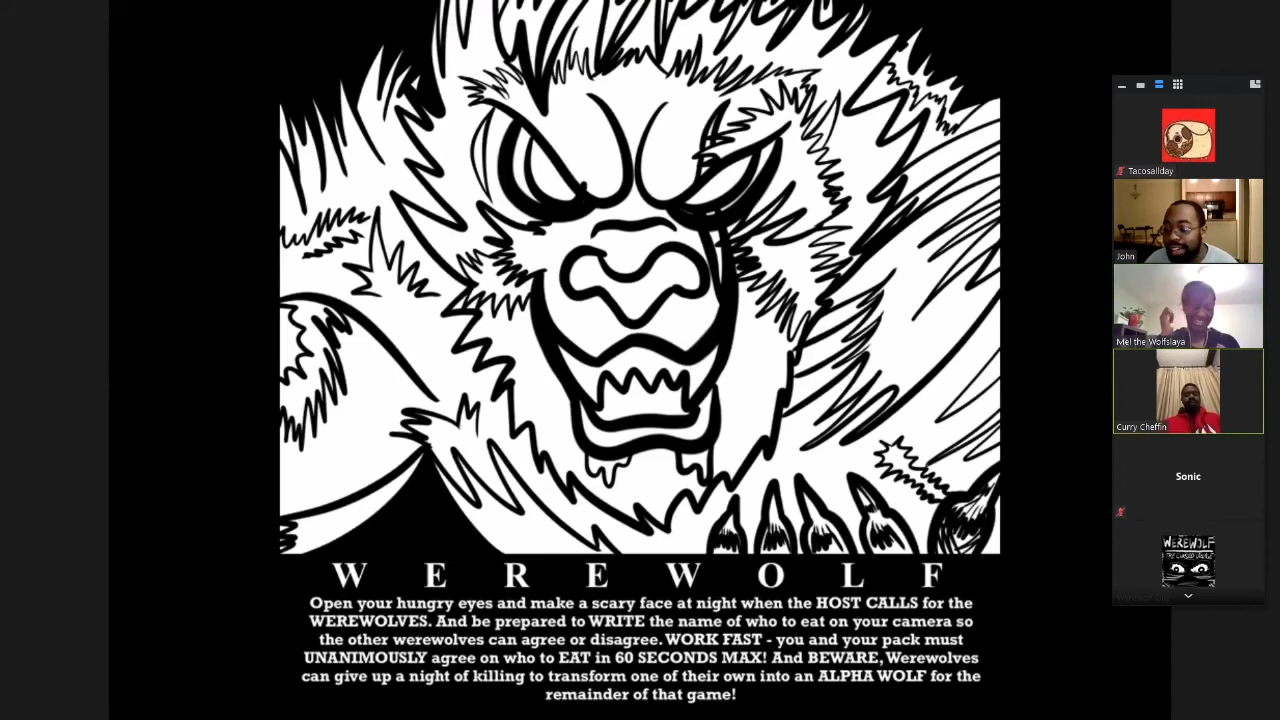 Tacosallday
John
Mel the Wolfslaya
Curry Cheffin
Sonic
WEREWOLF
THE CURSED
WEREWOLF
Open your hungry eyes and make a scary face at night when the HOST CALLS for the
WEREWOLVES. And be prepared to WRITE the name of who to eat on your camera so
the other werewolves can agree or disagree. WORK FAST - you and your pack must
UNANIMOUSLY agree on who to EAT in 60 SECONDS MAX! And BEWARE, Werewolves
can give up a night of killing to transform one of their own into an ALPHA WOLF for the
remainder of that game!